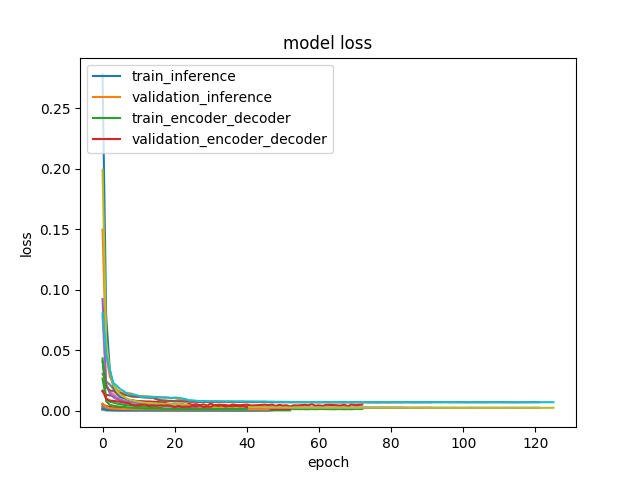 model loss
train_inference
validation_inference
train_encoder_decoder
validation_encoder_decoder
0.25
0.20
0.15
0.10
0.05
0.00
loss
0 20 40 60 80 100 120
epoch